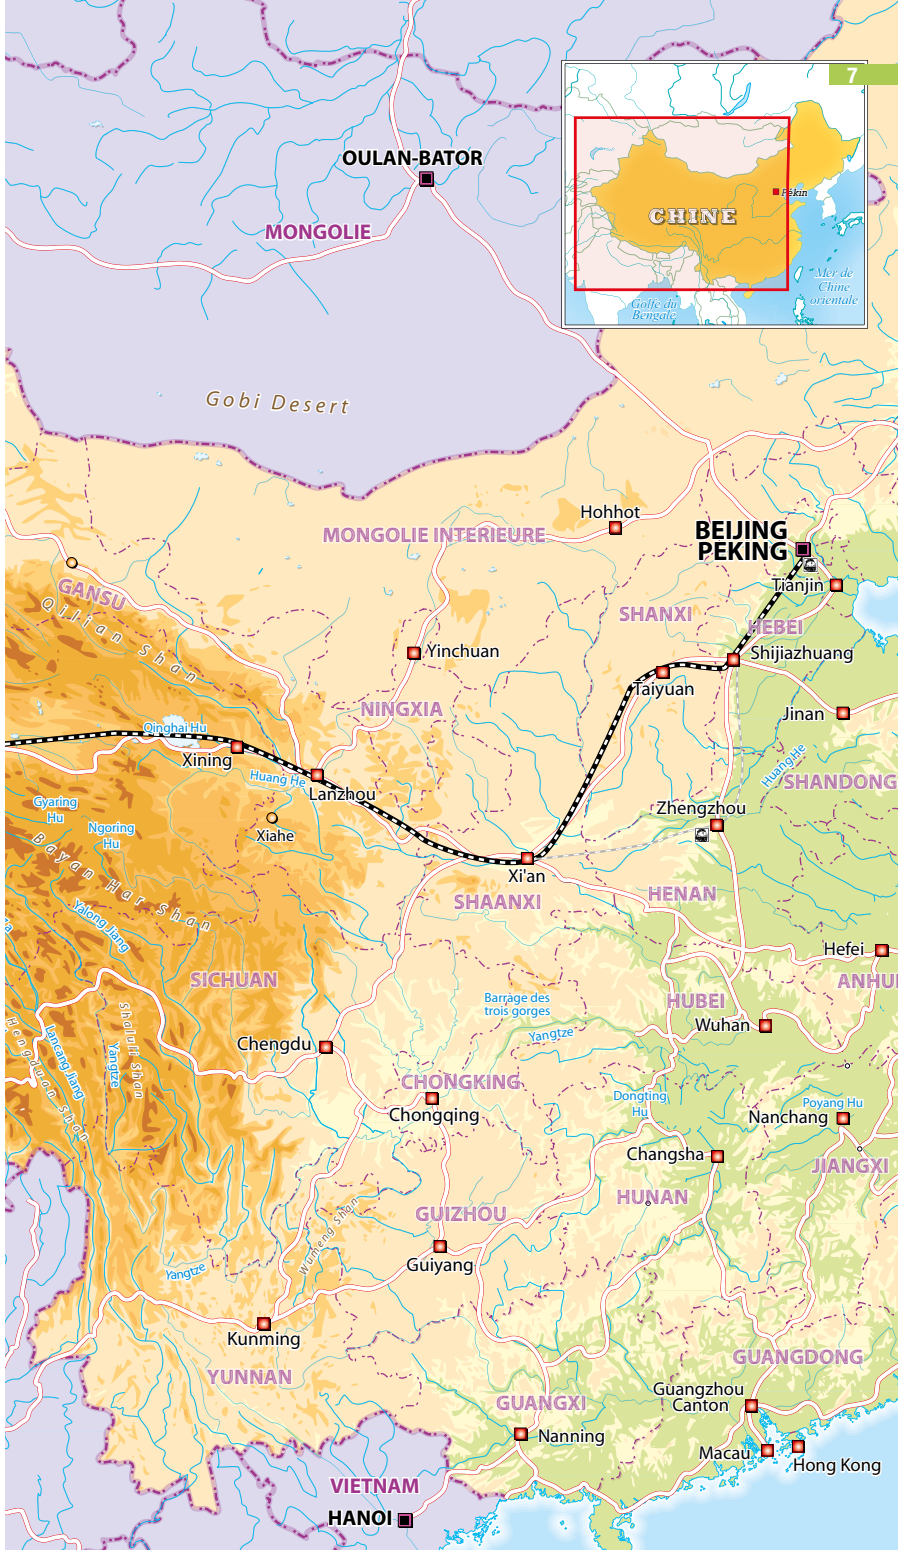 7
OULAN-BATOR
MONGOLIE
Pékin
CHINE
Mer de
Chine
orientale
Golfe du
Bengale
Gobi Desert
Hohhot
MONGOLIE INTERIEURE
BEIJING
PEKING
Tianjin
GANSU
Qilian Shan
SHANXI
HEBEI
Yinchuan
Shijiazhuang
Taiyuan
NINGXIA
Jinan
Qinghai Hu
Xining
Huang He
Huang He
Lanzhou
SHANDONG
Gyaring
Hu
Zhengzhou
Ngoring
Hu
Xiahe
Bayan Har Shan
Xi'an
SHAANXI
HENAN
Yalong Jiang
Hefei
SICHUAN
ANHUI
Barrage des
trois gorges
HUBEI
Shaluli Shan
Wuhan
Yangtze
Chengdu
Hengduan Shan
Lancang Jiang
Yangtze
CHONGKING
Chongqing
Dongting
Hu
Poyang Hu
Nanchang
Changsha
JIANGXI
HUNAN
GUIZHOU
Wumeng Shan
Guiyang
Yangtze
Kunming
GUANGDONG
YUNNAN
Guangzhou
Canton
GUANGXI
Nanning
Macau
Hong Kong
VIETNAM
HANOI